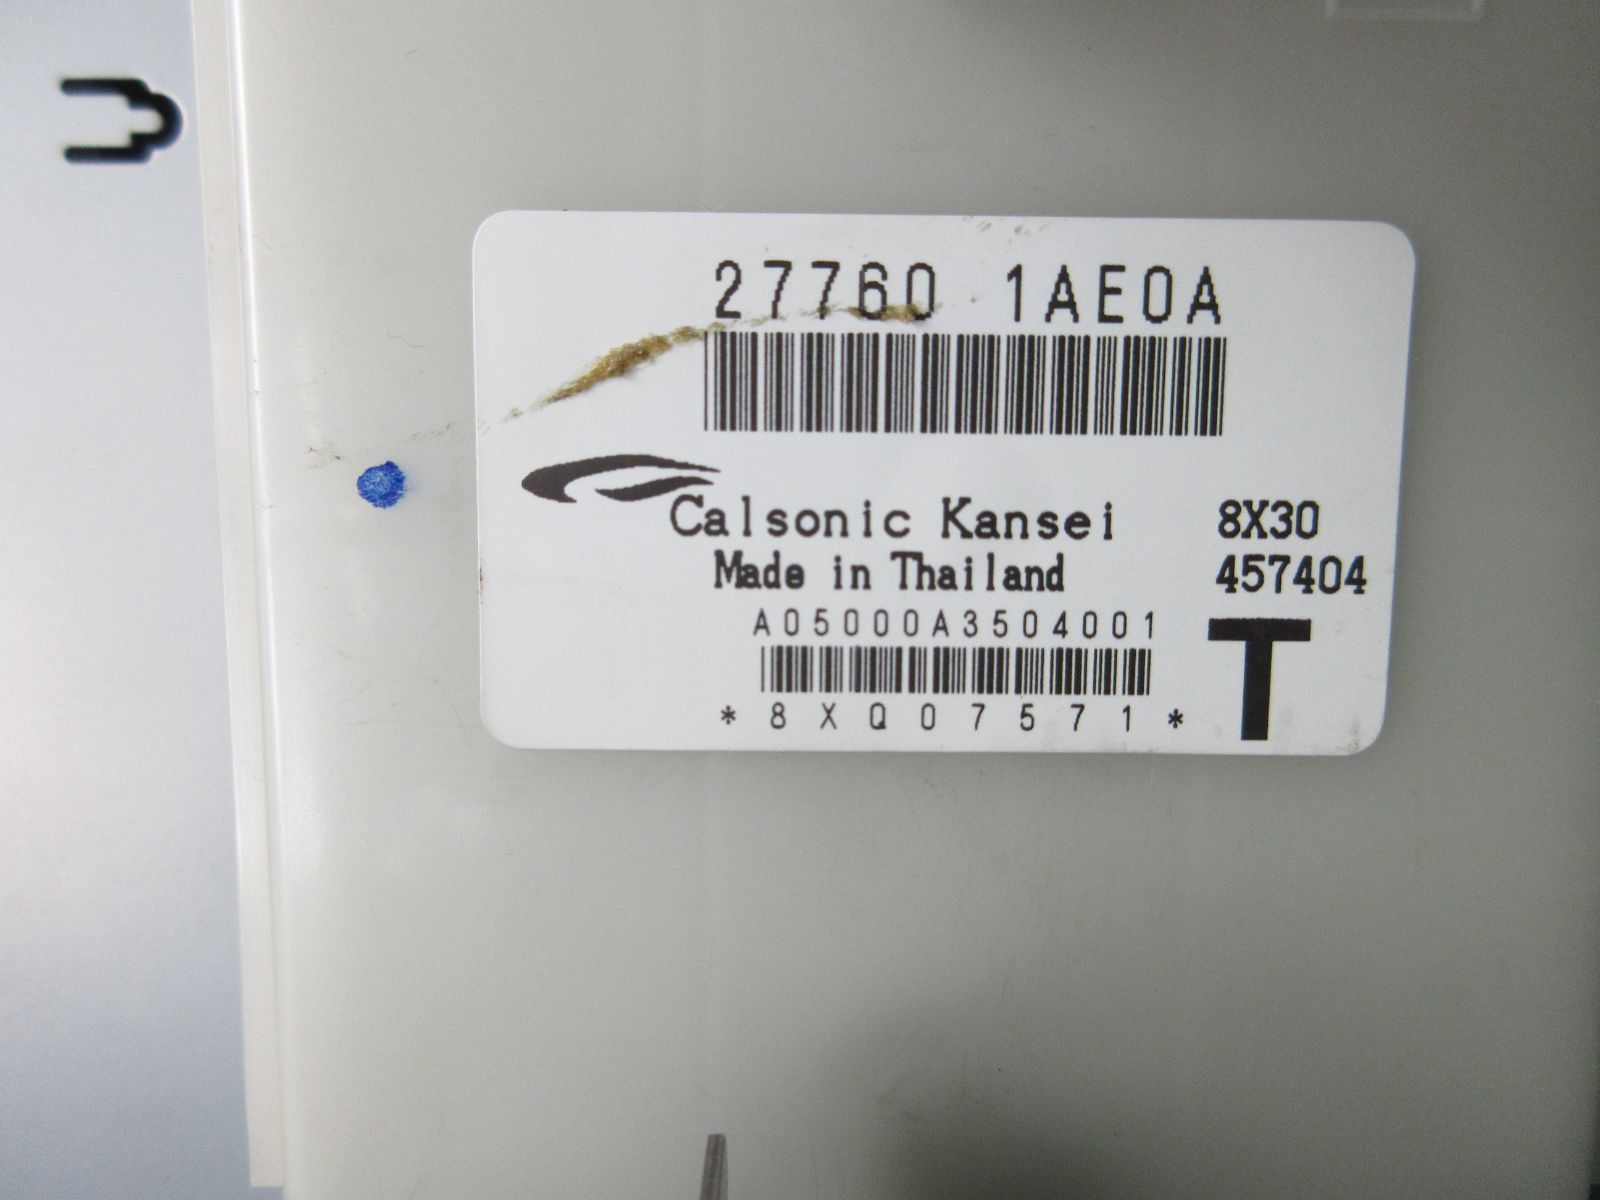 27760 1AE0A
Calsonic Kansei 8X30
Made in Thailand 457404
A05000A3504001
T
*8XQ07571*